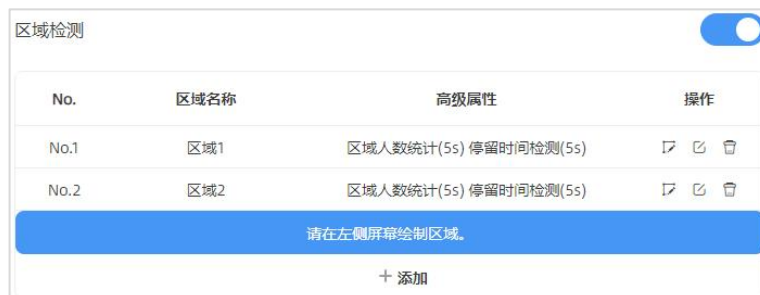 区域检测
No. 区域名称 高级属性 操作
No.1 区域1 区域人数统计(5s) 停留时间检测(5s)
No.2 区域2 区域人数统计(5s) 停留时间检测(5s)
请在左侧屏幕绘制区域。
+ 添加